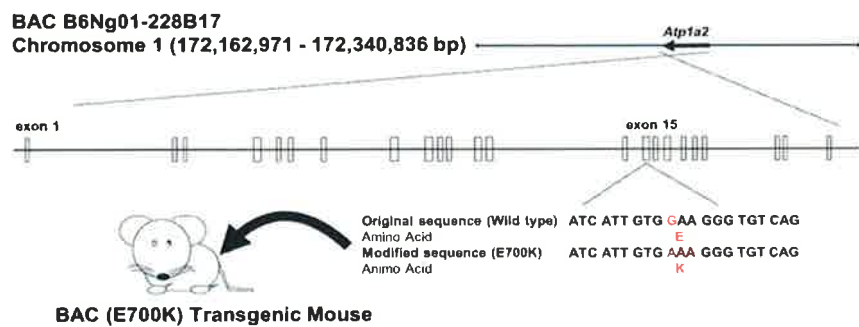 BAC B6Ng01-228B17
Chromosome 1 (172,162,971 - 172,340,836 bp)
Atp1a2
exon 1
exon 15
Original sequence (Wild type) ATC ATT GTG GAA GGG TGT CAG
Amino Acid E
Modified sequence (E700K) ATC ATT GTG AAA GGG TGT CAG
Animo Acid K
BAC (E700K) Transgenic Mouse